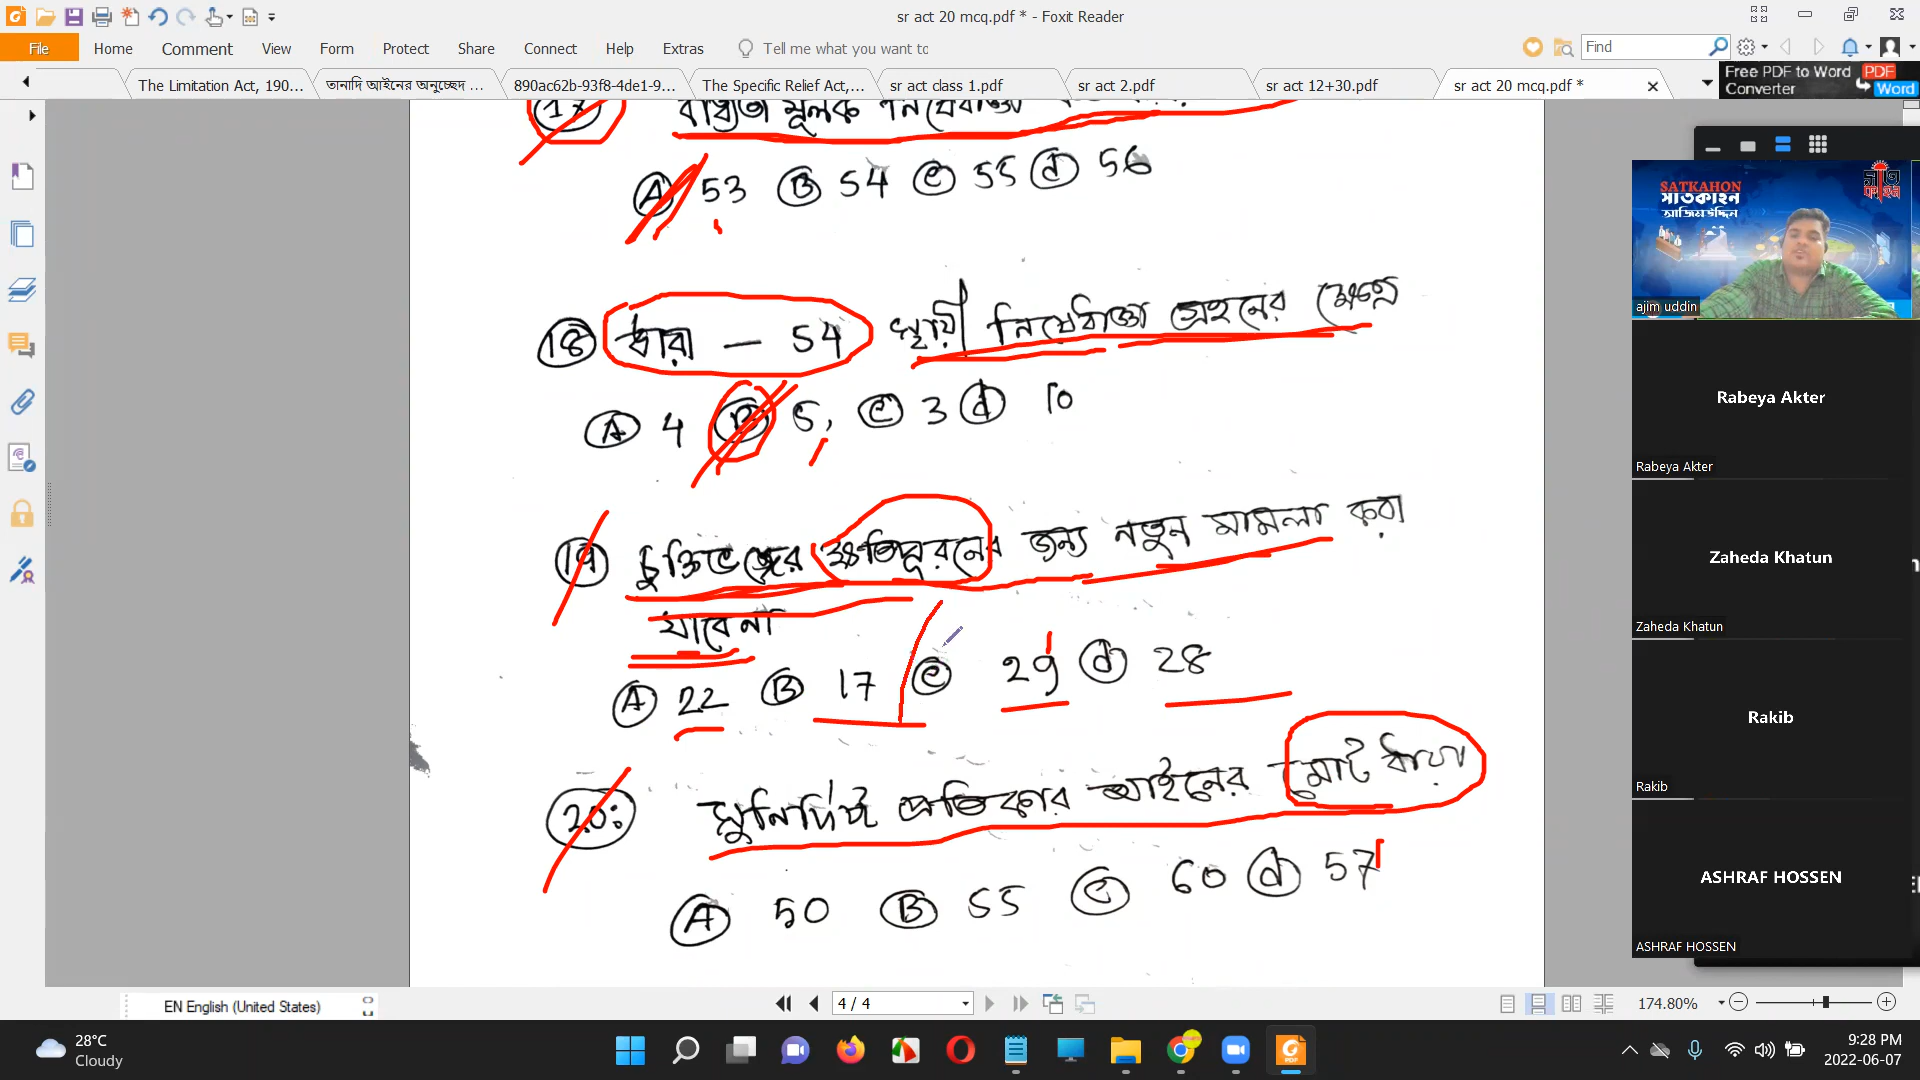 sr act 20 mcq.pdf * - Foxit Reader
File Home Comment View Form Protect Share Connect Help Extras Tell me what you want to Find
The Limitation Act, 190... তানাদি আইনের অনুচ্ছেদ ... 890ac62b-93f8-4de1-9... The Specific Relief Act,... sr act class 1.pdf sr act 2.pdf sr act 12+30.pdf sr act 20 mcq.pdf *
Free PDF to Word
Converter
PDF
Word
A 53 B 54 C 55 d 56
18 ধারা — 54 স্থায়ী নিষেধাজ্ঞা গ্রহনের ক্ষেত্রে
A 4 B 5, C 3 d 10
19 চুক্তিভঙ্গের ক্ষতিপূরনের জন্য নতুন মামলা করা
যাবে না
A 22 B 17 C 29 d 28
20: সুনির্দিষ্ট প্রতিকার আইনের মোট ধারা
A 50 B 55 C 60 d 57
SATKAHON
সাতকাহন
আজিম উদ্দিন
ajim uddin
Rabeya Akter
Rabeya Akter
Zaheda Khatun
Zaheda Khatun
Rakib
Rakib
ASHRAF HOSSEN
ASHRAF HOSSEN
EN English (United States)
4 / 4
174.80%
28°C
Cloudy
9:28 PM
2022-06-07